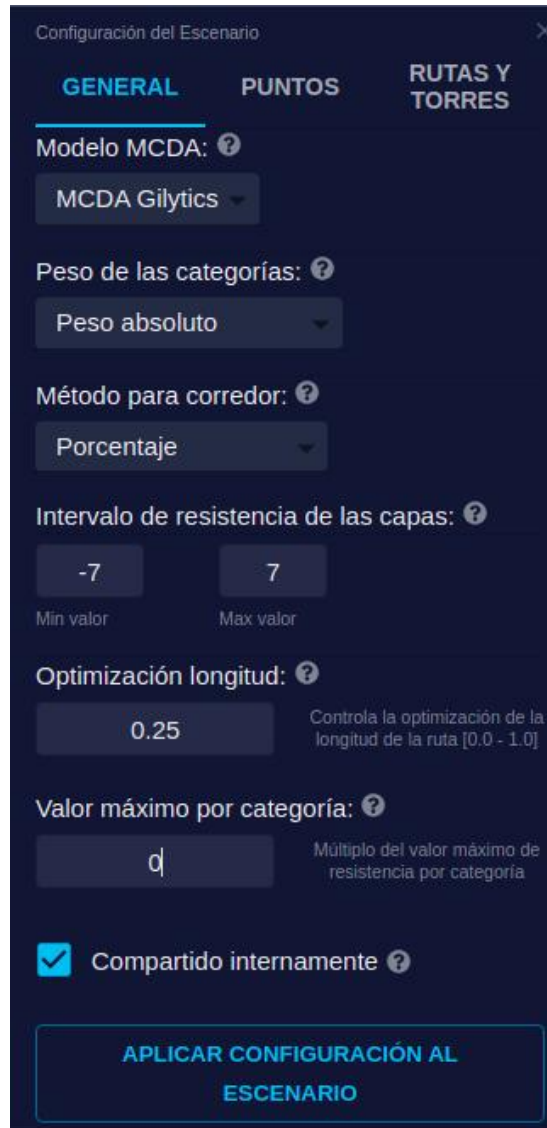 Configuración del Escenario
GENERAL PUNTOS RUTAS Y TORRES
Modelo MCDA:
MCDA Gilytics
Peso de las categorías:
Peso absoluto
Método para corredor:
Porcentaje
Intervalo de resistencia de las capas:
-7 7
Min valor Max valor
Optimización longitud:
0.25
Controla la optimización de la
longitud de la ruta [0.0 - 1.0]
Valor máximo por categoría:
0
Múltiplo del valor máximo de
resistencia por categoría
Compartido internamente
APLICAR CONFIGURACIÓN AL
ESCENARIO